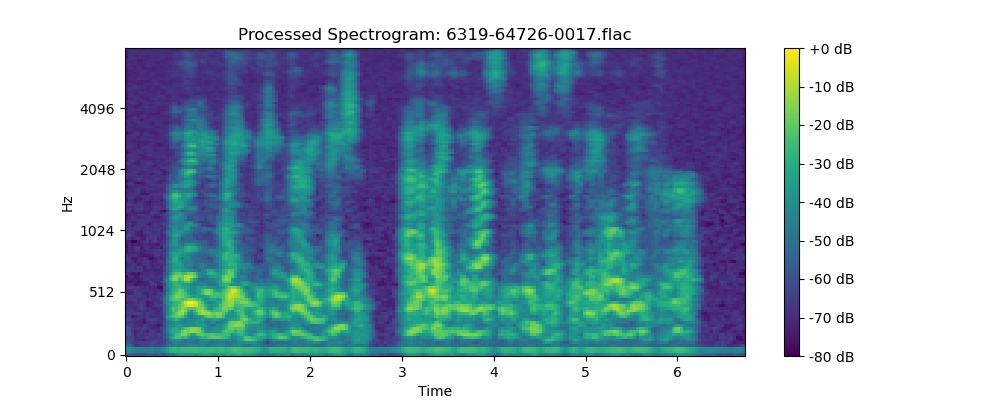 Processed Spectrogram: 6319-64726-0017.flac
Hz
4096
2048
1024
512
0
0 1 2 3 4 5 6
Time
+0 dB
-10 dB
-20 dB
-30 dB
-40 dB
-50 dB
-60 dB
-70 dB
-80 dB